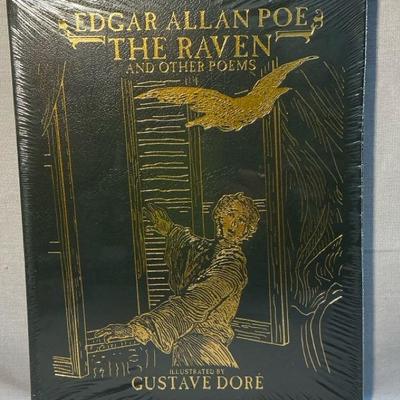 EDGAR ALLAN POE
THE RAVEN
AND OTHER POEMS
ILLUSTRATED BY
GUSTAVE DORÉ